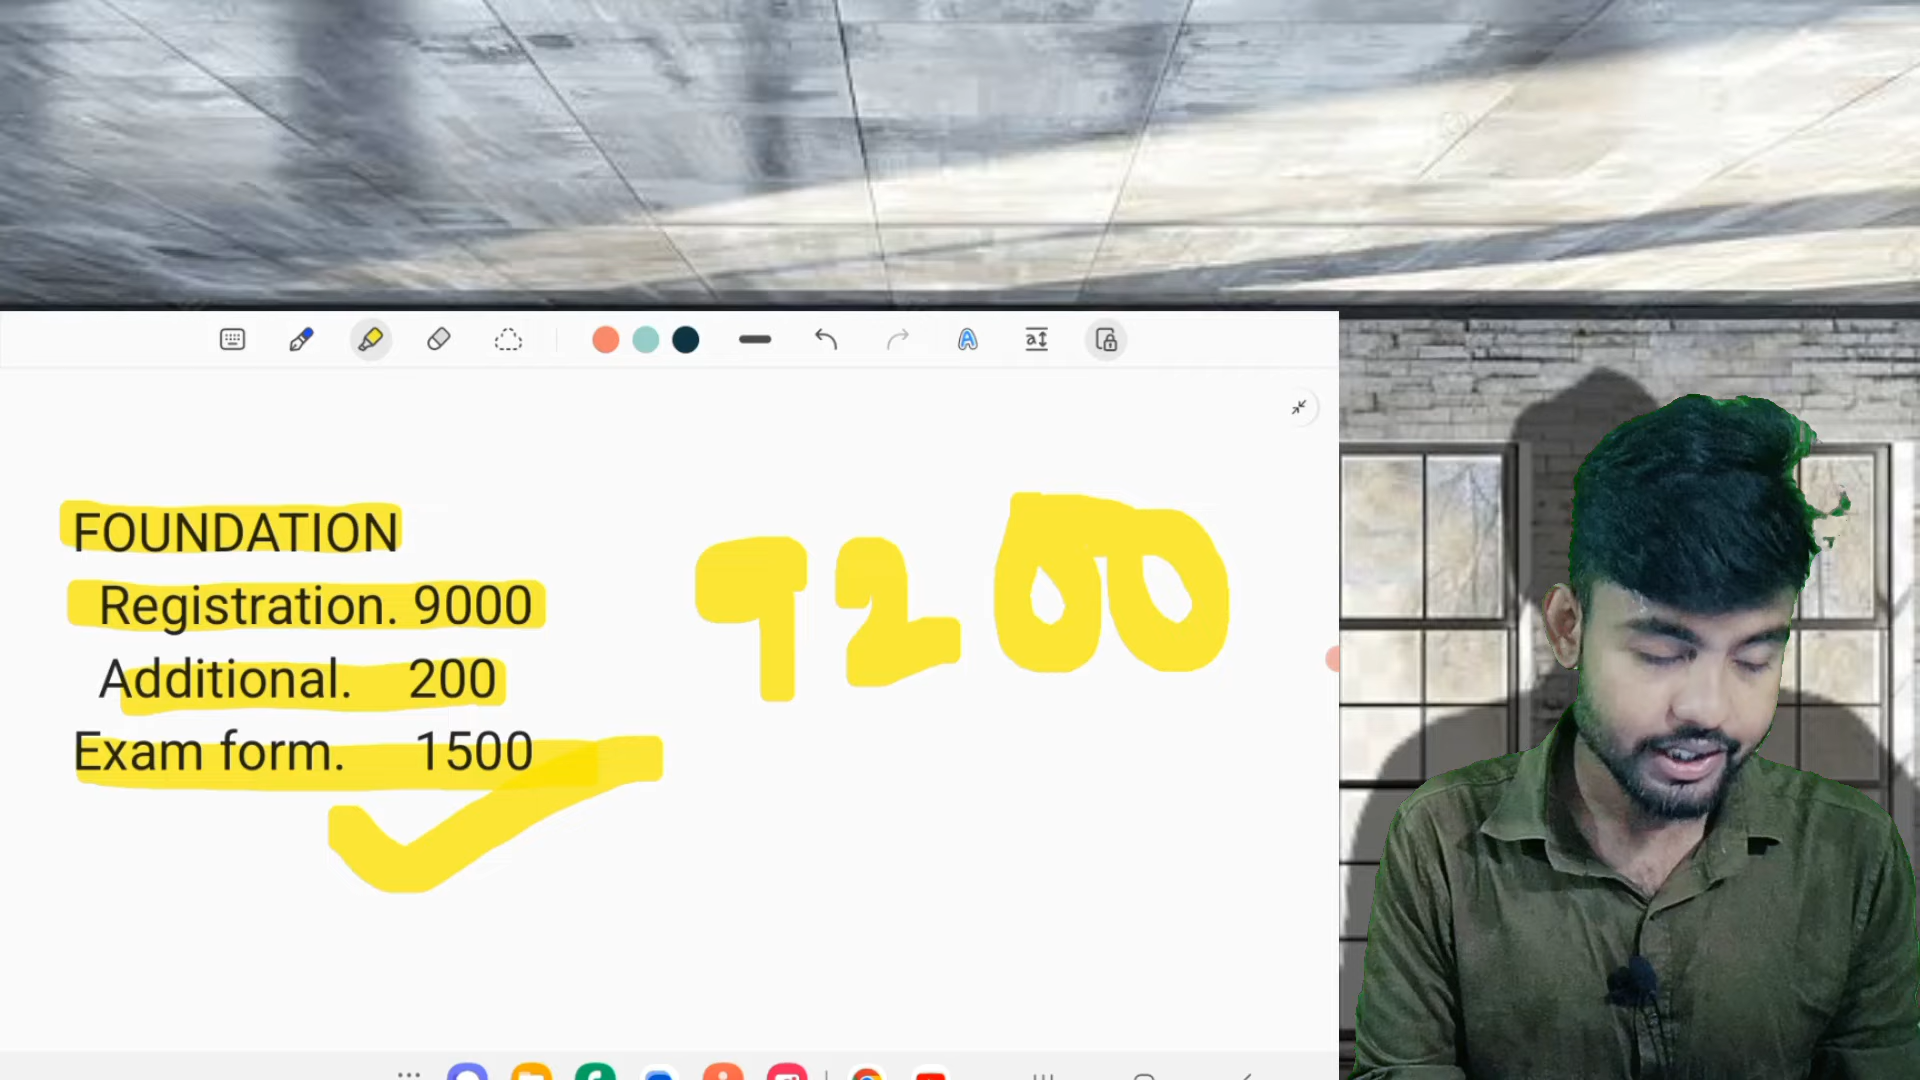 FOUNDATION
Registration. 9000
Additional. 200
Exam form. 1500
9200